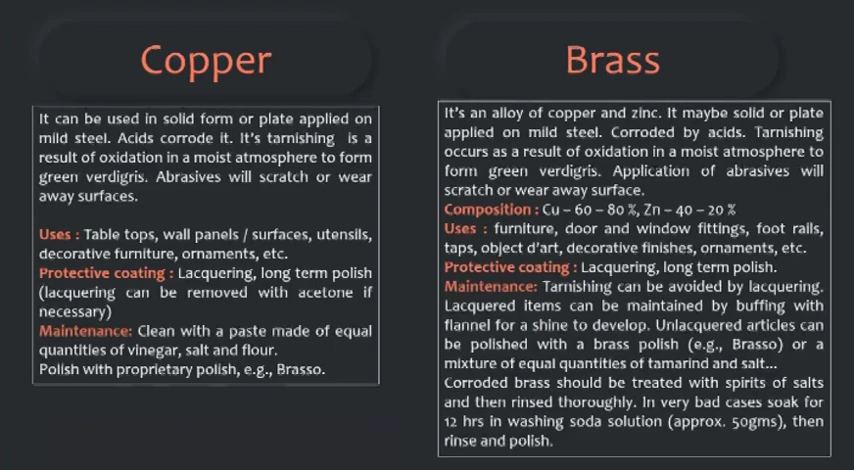 Copper
It can be used in solid form or plate applied on
mild steel. Acids corrode it. It's tarnishing is a
result of oxidation in a moist atmosphere to form
green verdigris. Abrasives will scratch or wear
away surfaces.
Uses : Table tops, wall panels / surfaces, utensils,
decorative furniture, ornaments, etc.
Protective coating : Lacquering, long term polish
(lacquering can be removed with acetone if
necessary)
Maintenance: Clean with a paste made of equal
quantities of vinegar, salt and flour.
Polish with proprietary polish, e.g., Brasso.
Brass
It's an alloy of copper and zinc. It maybe solid or plate
applied on mild steel. Corroded by acids. Tarnishing
occurs as a result of oxidation in a moist atmosphere to
form green verdigris. Application of abrasives will
scratch or wear away surface.
Composition : Cu – 60 – 80 %, Zn – 40 – 20 %
Uses : furniture, door and window fittings, foot rails,
taps, object d'art, decorative finishes, ornaments, etc.
Protective coating : Lacquering, long term polish.
Maintenance: Tarnishing can be avoided by lacquering.
Lacquered items can be maintained by buffing with
flannel for a shine to develop. Unlacquered articles can
be polished with a brass polish (e.g., Brasso) or a
mixture of equal quantities of tamarind and salt...
Corroded brass should be treated with spirits of salts
and then rinsed thoroughly. In very bad cases soak for
12 hrs in washing soda solution (approx. 50gms), then
rinse and polish.